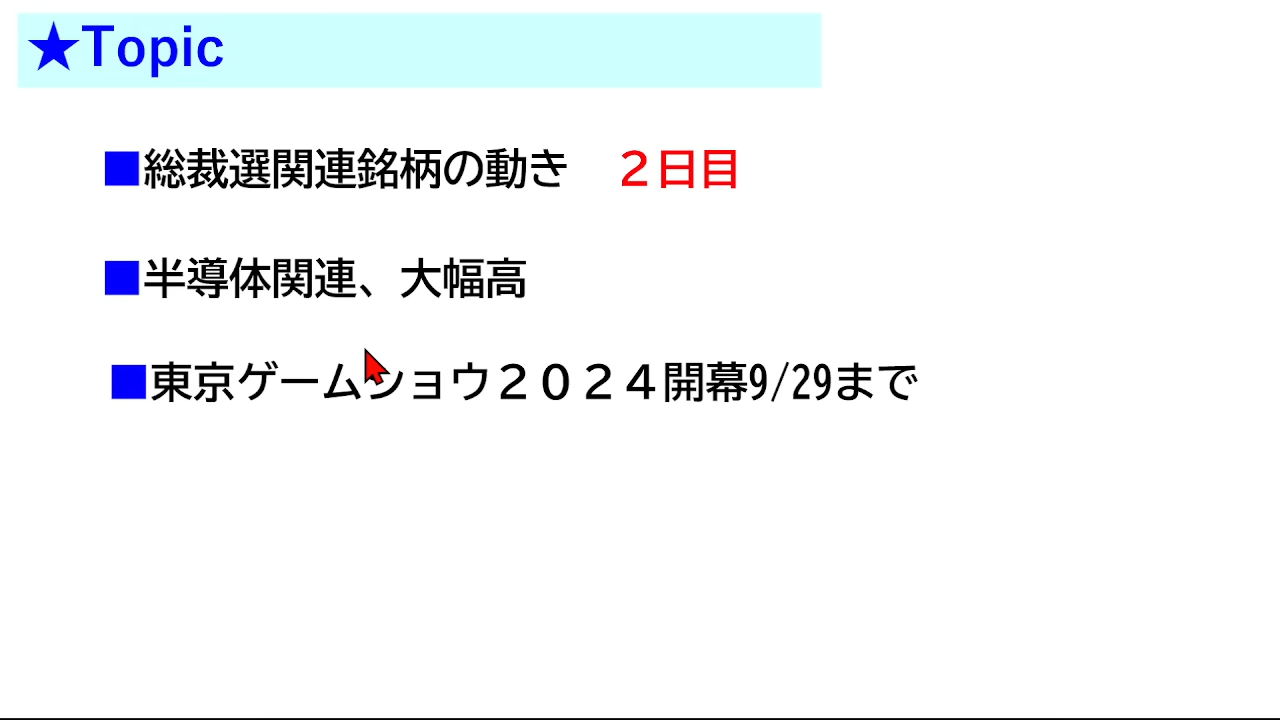 ★Topic
■総裁選関連銘柄の動き　２日目
■半導体関連、大幅高
■東京ゲームショウ２０２４開幕9/29まで